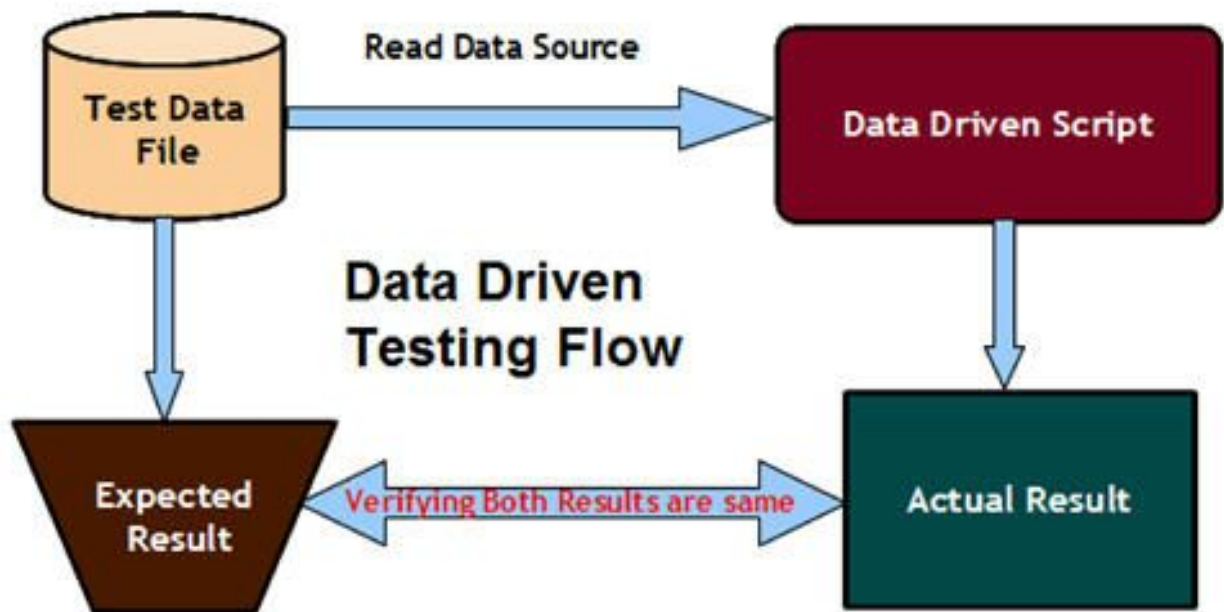 Read Data Source
Test Data
File
Data Driven Script
Data Driven
Testing Flow
Expected
Result
Verifying Both Results are same
Actual Result